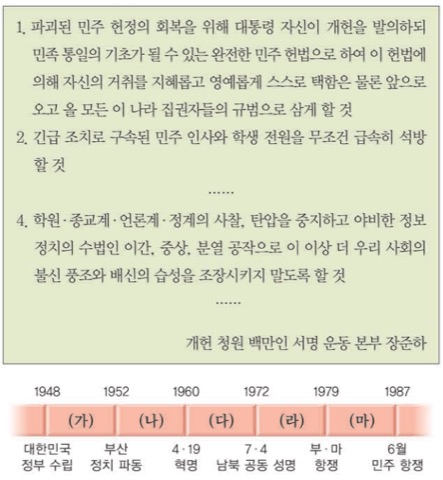 1. 파괴된 민주 헌정의 회복을 위해 대통령 자신이 개헌을 발의하되
민족 통일의 기초가 될 수 있는 완전한 민주 헌법으로 하여 이 헌법에
의해 자신의 거취를 지혜롭고 영예롭게 스스로 택함은 물론 앞으로
오고 올 모든 이 나라 집권자들의 규범으로 삼게 할 것
2. 긴급 조치로 구속된 민주 인사와 학생 전원을 무조건 급속히 석방
할 것
……
4. 학원·종교계·언론계·정계의 사찰, 탄압을 중지하고 야비한 정보
정치의 수법인 이간, 중상, 분열 공작으로 이 이상 더 우리 사회의
불신 풍조와 배신의 습성을 조장시키지 말도록 할 것
……
개헌 청원 백만인 서명 운동 본부 장준하
1948 1952 1960 1972 1979 1987
(가) (나) (다) (라) (마)
대한민국 부산 4·19 7·4 부·마 6월
정부 수립 정치 파동 혁명 남북 공동 성명 항쟁 민주 항쟁